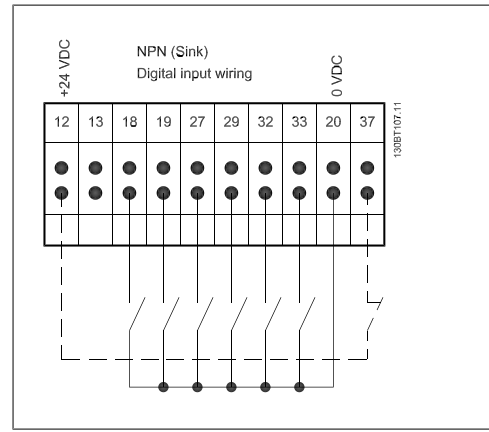 +24 VDC
NPN (Sink)
Digital input wiring
0 VDC
12 13 18 19 27 29 32 33 20 37
130BT107.11